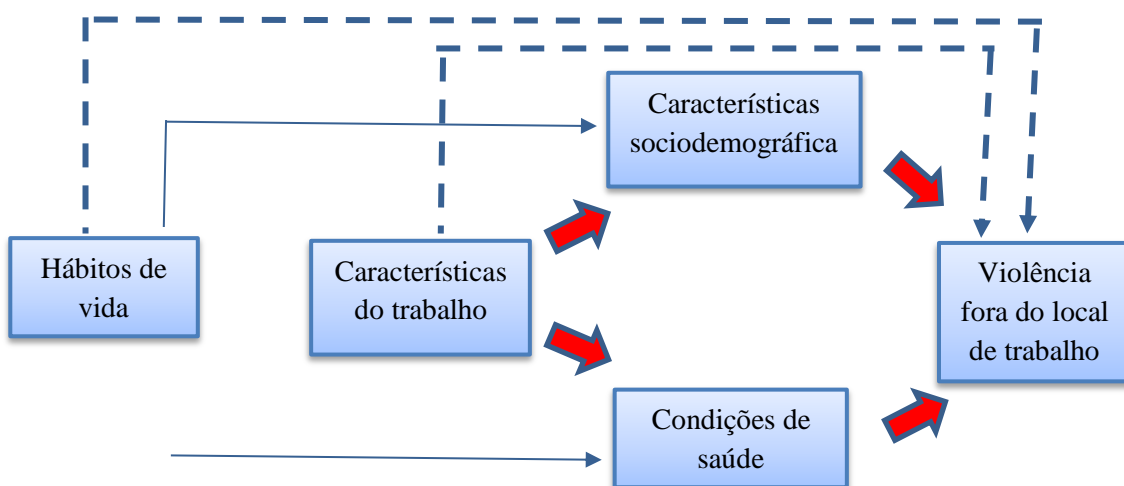 Características
sociodemográfica
Hábitos de
vida
Características
do trabalho
Violência
fora do local
de trabalho
Condições de
saúde